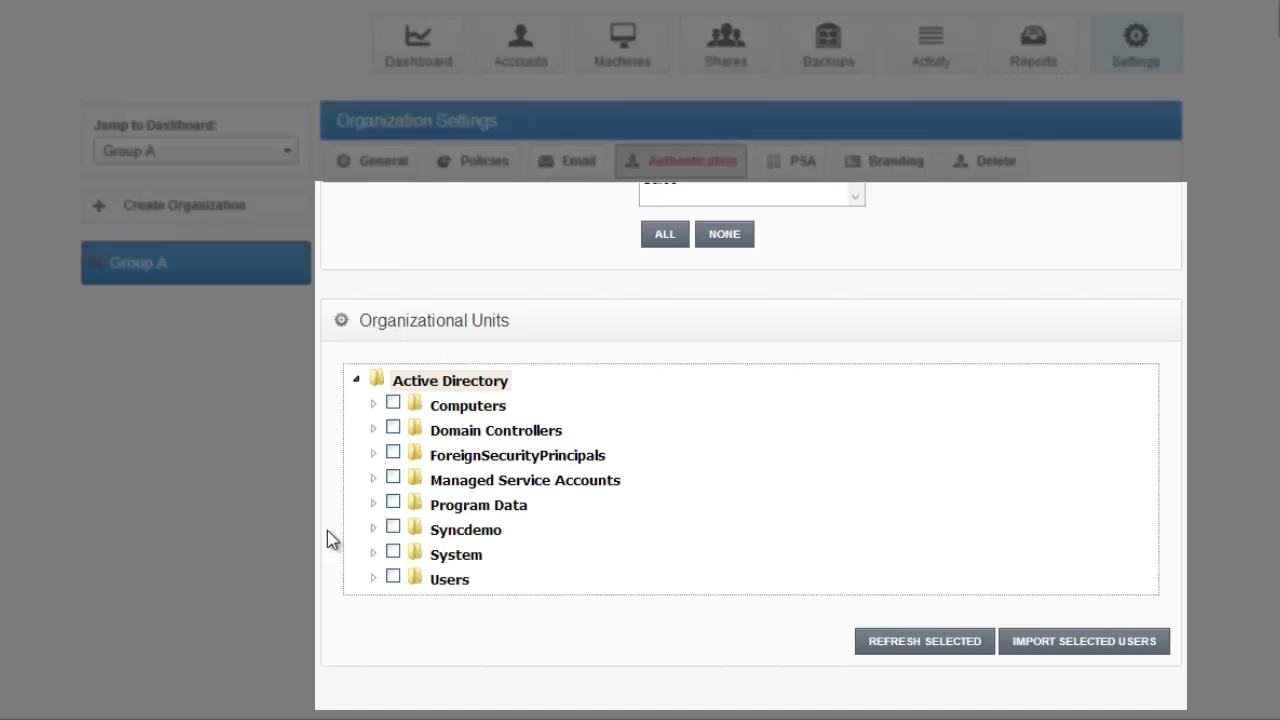 Dashboard
Accounts
Machines
Shares
Backups
Activity
Reports
Settings
Jump to Dashboard:
Group A
Create Organization
Group A
Organization Settings
General
Policies
Email
Authentication
PSA
Branding
Delete
ALL
NONE
Organizational Units
Active Directory
Computers
Domain Controllers
ForeignSecurityPrincipals
Managed Service Accounts
Program Data
Syncdemo
System
Users
REFRESH SELECTED
IMPORT SELECTED USERS